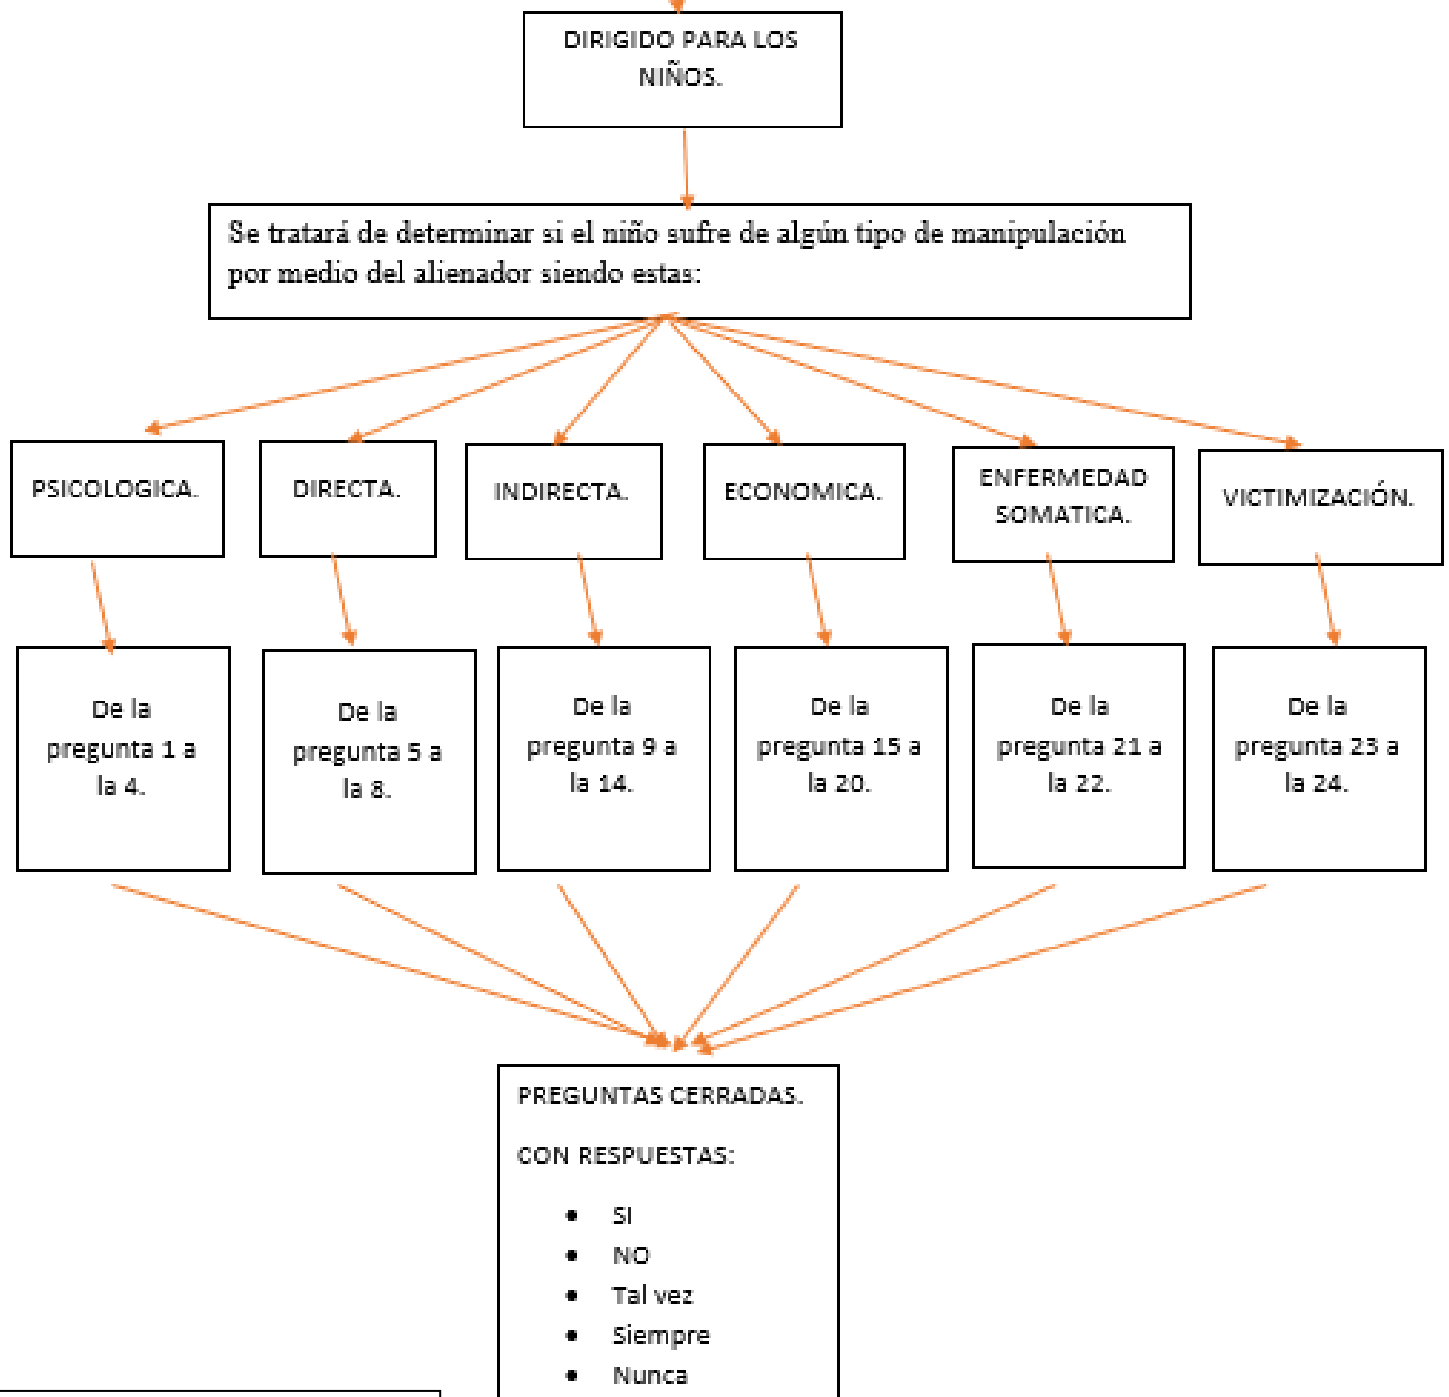 DIRIGIDO PARA LOS
NIÑOS.
Se tratará de determinar si el niño sufre de algún tipo de manipulación
por medio del alienador siendo estas:
PSICOLOGICA.
DIRECTA.
INDIRECTA.
ECONOMICA.
ENFERMEDAD
SOMATICA.
VICTIMIZACIÓN.
De la
pregunta 1 a
la 4.
De la
pregunta 5 a
la 8.
De la
pregunta 9 a
la 14.
De la
pregunta 15 a
la 20.
De la
pregunta 21 a
la 22.
De la
pregunta 23 a
la 24.
PREGUNTAS CERRADAS.
CON RESPUESTAS:
• SI
• NO
• Tal vez
• Siempre
• Nunca